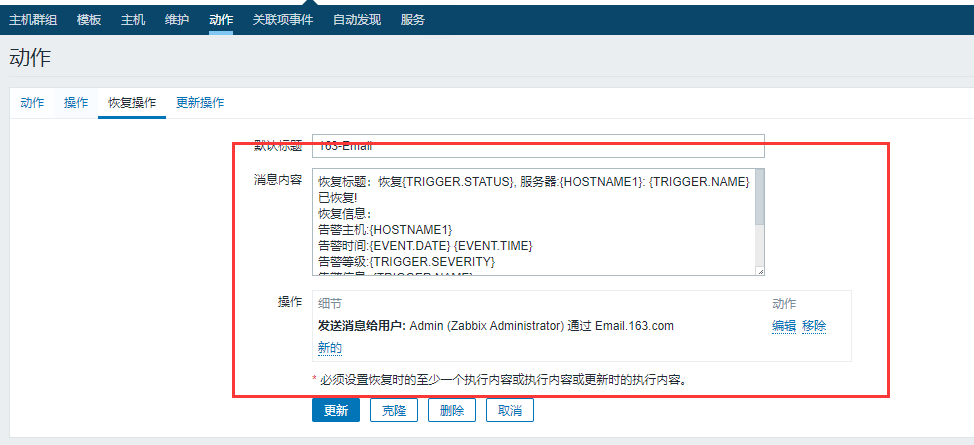 主机群组 模板 主机 维护 动作 关联项事件 自动发现 服务
动作
动作 操作 恢复操作 更新操作
默认标题 163-Email
消息内容 恢复标题：恢复{TRIGGER.STATUS}, 服务器:{HOSTNAME1}: {TRIGGER.NAME}
已恢复!
恢复信息：
告警主机:{HOSTNAME1}
告警时间:{EVENT.DATE} {EVENT.TIME}
告警等级:{TRIGGER.SEVERITY}
告警信息: {TRIGGER.NAME}
操作 细节 动作
发送消息给用户: Admin (Zabbix Administrator) 通过 Email.163.com 编辑 移除
新的
* 必须设置恢复时的至少一个执行内容或执行内容或更新时的执行内容。
更新 克隆 删除 取消